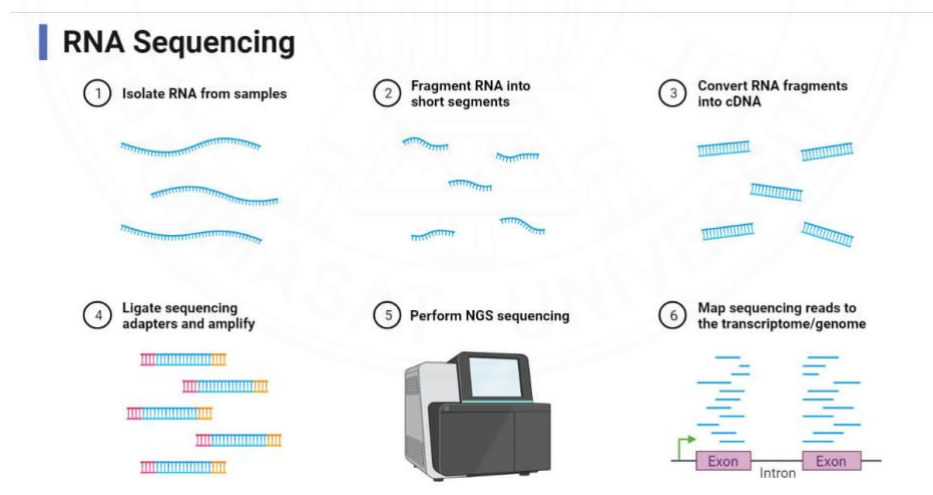 RNA Sequencing
1 Isolate RNA from samples
2 Fragment RNA into
short segments
3 Convert RNA fragments
into cDNA
4 Ligate sequencing
adapters and amplify
5 Perform NGS sequencing
6 Map sequencing reads to
the transcriptome/genome
Exon
Intron
Exon
MASAT UNIVERSIT